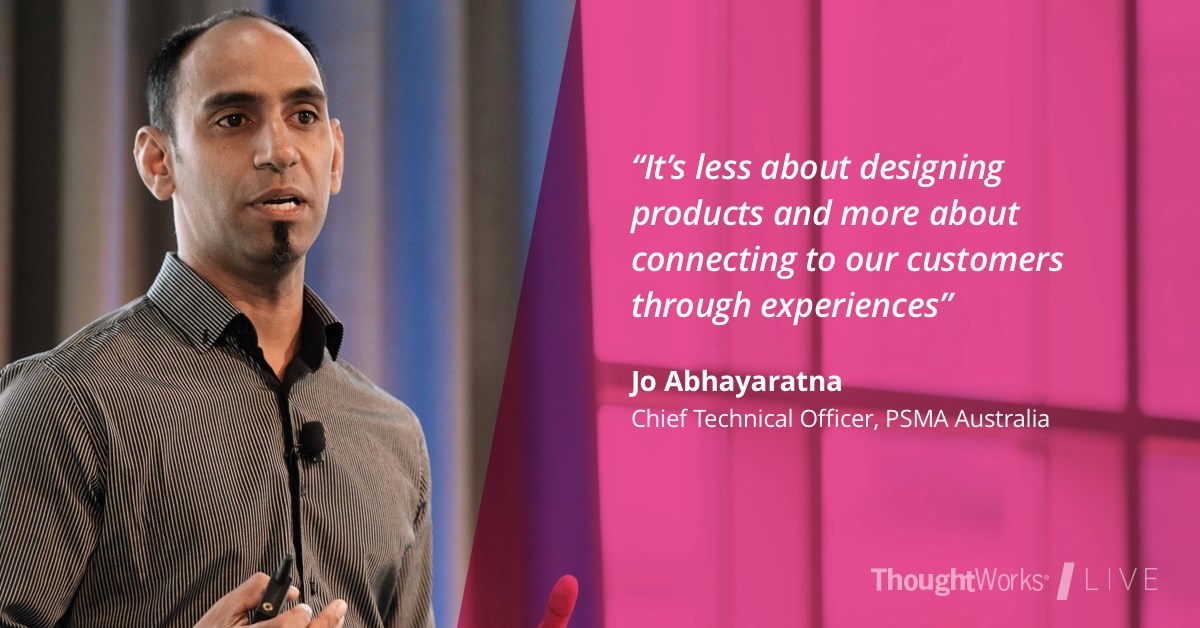 “It’s less about designing
products and more about
connecting to our customers
through experiences”
Jo Abhayaratna
Chief Technical Officer, PSMA Australia
ThoughtWorks® / LIVE